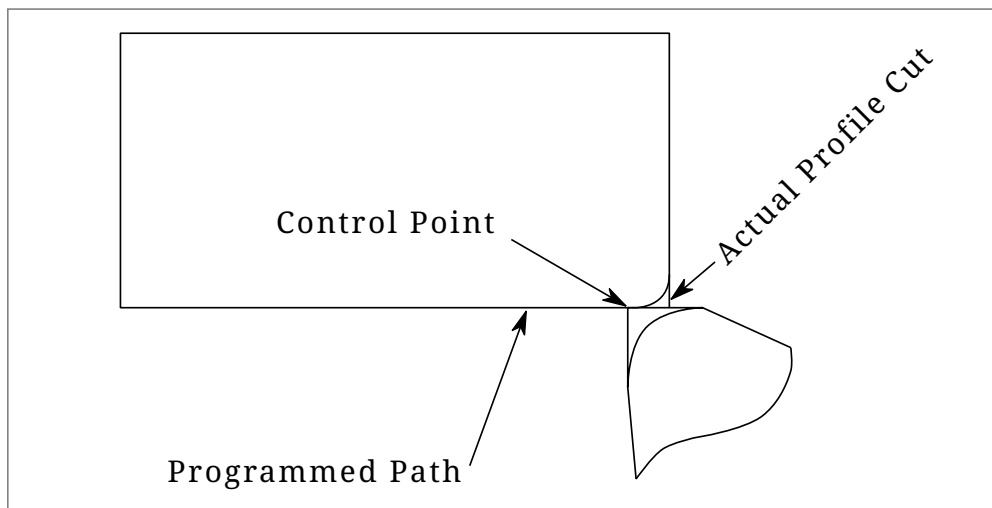 Control Point
Actual Profile Cut
Programmed Path